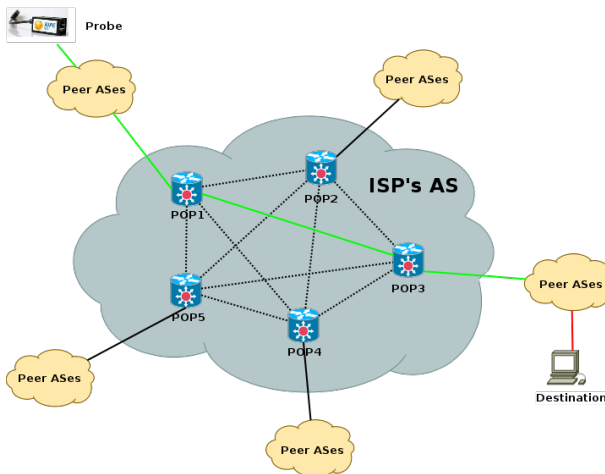 Probe
Peer ASes
Peer ASes
POP2
ISP's AS
POP1
POP3
Peer ASes
POP5
POP4
Peer ASes
Destination
Peer ASes